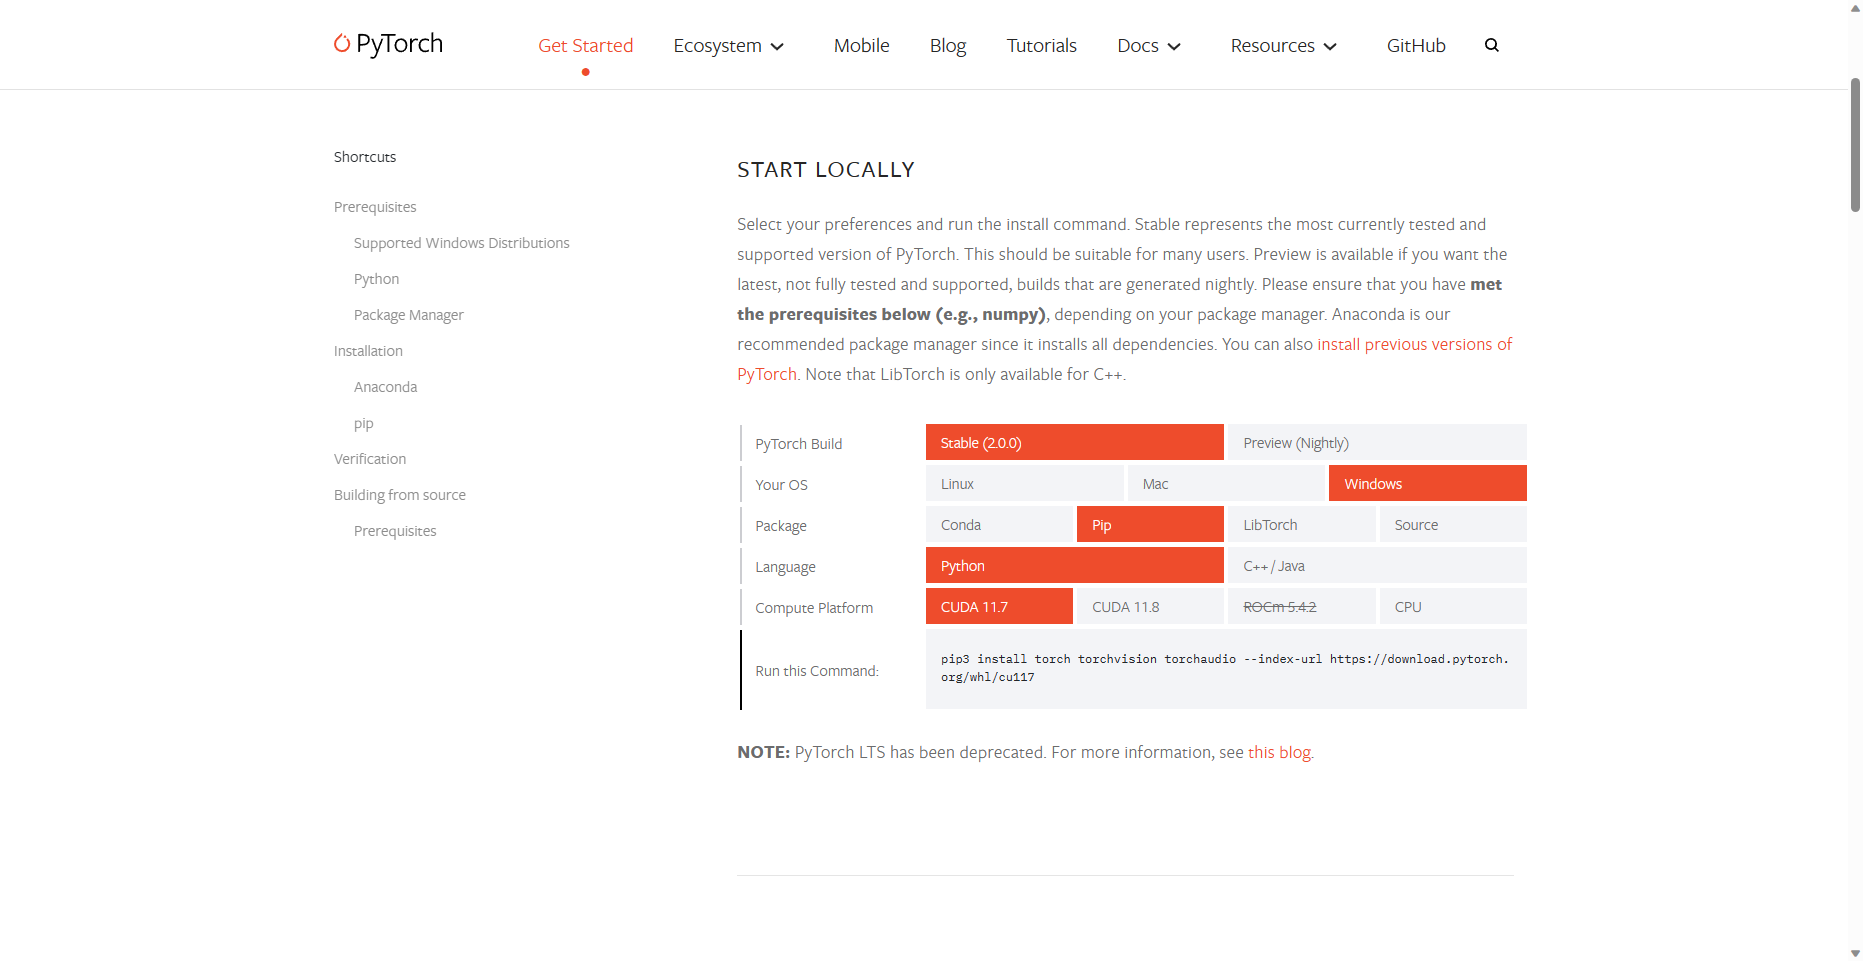 PyTorch
Get Started
Ecosystem
Mobile
Blog
Tutorials
Docs
Resources
GitHub
Shortcuts
Prerequisites
Supported Windows Distributions
Python
Package Manager
Installation
Anaconda
pip
Verification
Building from source
Prerequisites
START LOCALLY
Select your preferences and run the install command. Stable represents the most currently tested and
supported version of PyTorch. This should be suitable for many users. Preview is available if you want the
latest, not fully tested and supported, builds that are generated nightly. Please ensure that you have met
the prerequisites below (e.g., numpy), depending on your package manager. Anaconda is our
recommended package manager since it installs all dependencies. You can also install previous versions of
PyTorch. Note that LibTorch is only available for C++.
PyTorch Build
Stable (2.0.0)
Preview (Nightly)
Your OS
Linux
Mac
Windows
Package
Conda
Pip
LibTorch
Source
Language
Python
C++ / Java
Compute Platform
CUDA 11.7
CUDA 11.8
ROCm 5.4.2
CPU
Run this Command:
pip3 install torch torchvision torchaudio --index-url https://download.pytorch.
org/whl/cu117
NOTE: PyTorch LTS has been deprecated. For more information, see this blog.